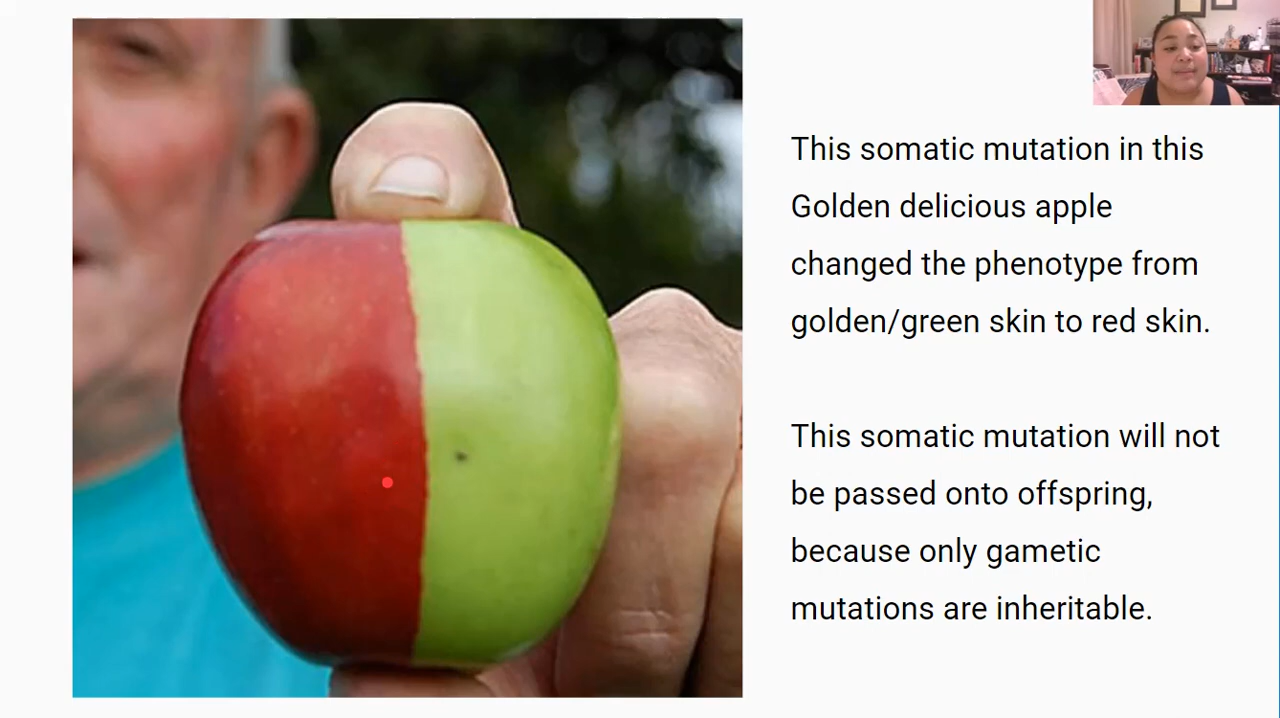 This somatic mutation in this
Golden delicious apple
changed the phenotype from
golden/green skin to red skin.
This somatic mutation will not
be passed onto offspring,
because only gametic
mutations are inheritable.